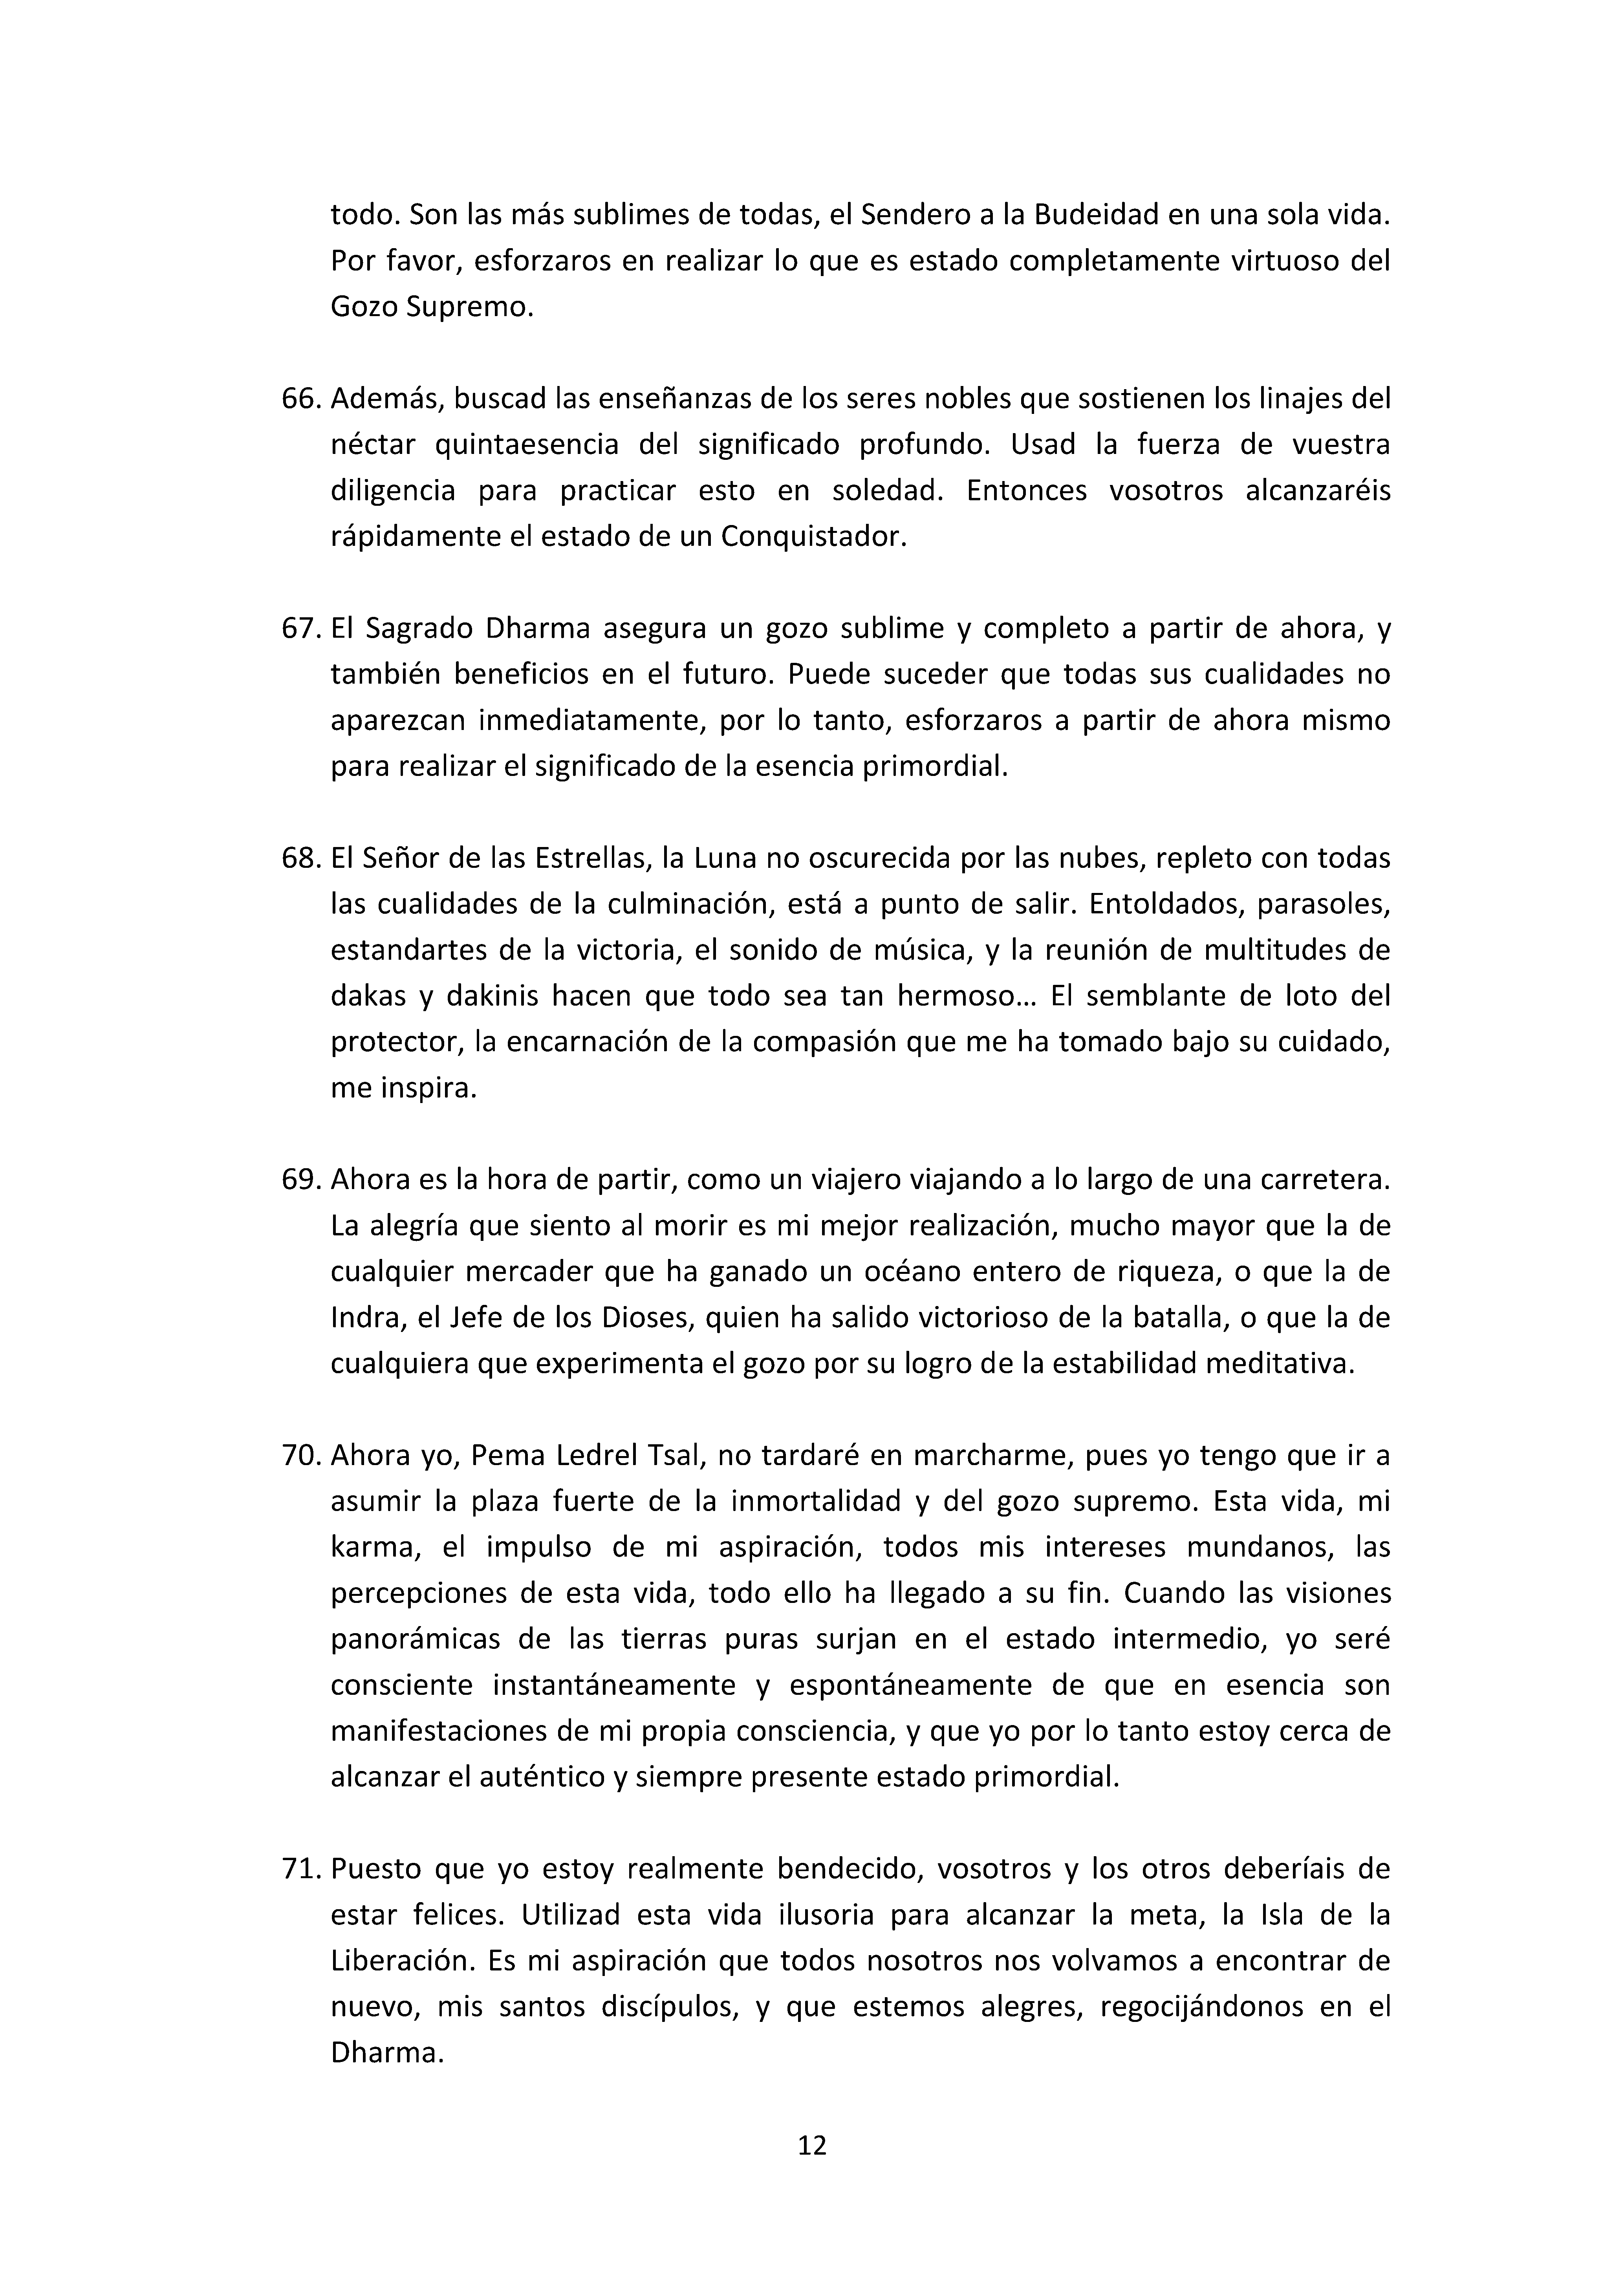 todo. Son las más sublimes de todas, el Sendero a la Budeidad en una sola vida.
Por favor, esforzaros en realizar lo que es estado completamente virtuoso del
Gozo Supremo.
66. Además, buscad las enseñanzas de los seres nobles que sostienen los linajes del
néctar quintaesencia del significado profundo. Usad la fuerza de vuestra
diligencia para practicar esto en soledad. Entonces vosotros alcanzaréis
rápidamente el estado de un Conquistador.
67. El Sagrado Dharma asegura un gozo sublime y completo a partir de ahora, y
también beneficios en el futuro. Puede suceder que todas sus cualidades no
aparezcan inmediatamente, por lo tanto, esforzaros a partir de ahora mismo
para realizar el significado de la esencia primordial.
68. El Señor de las Estrellas, la Luna no oscurecida por las nubes, repleto con todas
las cualidades de la culminación, está a punto de salir. Entoldados, parasoles,
estandartes de la victoria, el sonido de música, y la reunión de multitudes de
dakas y dakinis hacen que todo sea tan hermoso… El semblante de loto del
protector, la encarnación de la compasión que me ha tomado bajo su cuidado,
me inspira.
69. Ahora es la hora de partir, como un viajero viajando a lo largo de una carretera.
La alegría que siento al morir es mi mejor realización, mucho mayor que la de
cualquier mercader que ha ganado un océano entero de riqueza, o que la de
Indra, el Jefe de los Dioses, quien ha salido victorioso de la batalla, o que la de
cualquiera que experimenta el gozo por su logro de la estabilidad meditativa.
70. Ahora yo, Pema Ledrel Tsal, no tardaré en marcharme, pues yo tengo que ir a
asumir la plaza fuerte de la inmortalidad y del gozo supremo. Esta vida, mi
karma, el impulso de mi aspiración, todos mis intereses mundanos, las
percepciones de esta vida, todo ello ha llegado a su fin. Cuando las visiones
panorámicas de las tierras puras surjan en el estado intermedio, yo seré
consciente instantáneamente y espontáneamente de que en esencia son
manifestaciones de mi propia consciencia, y que yo por lo tanto estoy cerca de
alcanzar el auténtico y siempre presente estado primordial.
71. Puesto que yo estoy realmente bendecido, vosotros y los otros deberíais de
estar felices. Utilizad esta vida ilusoria para alcanzar la meta, la Isla de la
Liberación. Es mi aspiración que todos nosotros nos volvamos a encontrar de
nuevo, mis santos discípulos, y que estemos alegres, regocijándonos en el
Dharma.
12